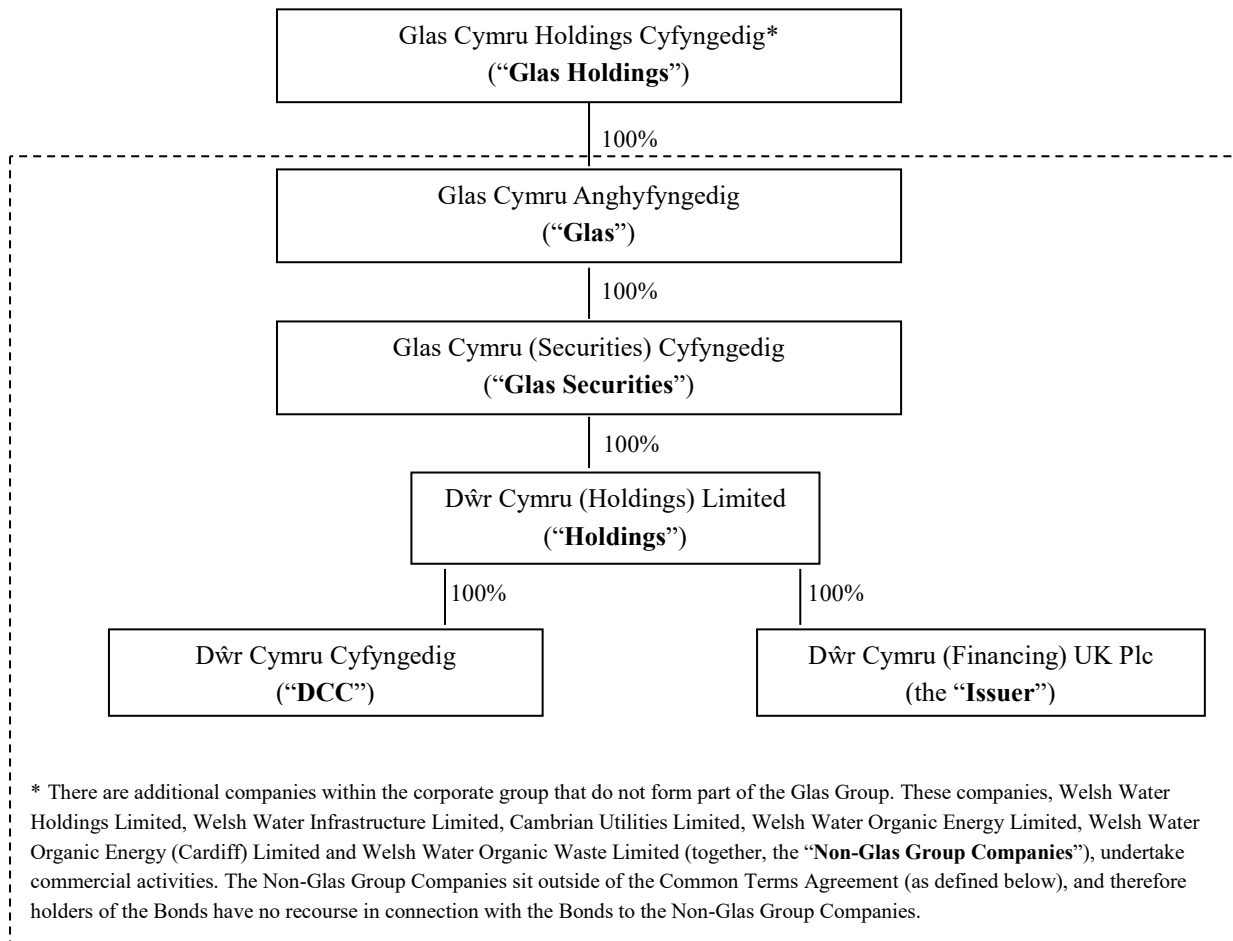 Glas Cymru Holdings Cyfyngedig*
(“Glas Holdings”)
100%
Glas Cymru Anghyfyngedig
(“Glas”)
100%
Glas Cymru (Securities) Cyfyngedig
(“Glas Securities”)
100%
Dŵr Cymru (Holdings) Limited
(“Holdings”)
100%
100%
Dŵr Cymru Cyfyngedig
(“DCC”)
Dŵr Cymru (Financing) UK Plc
(the “Issuer”)
* There are additional companies within the corporate group that do not form part of the Glas Group. These companies, Welsh Water
Holdings Limited, Welsh Water Infrastructure Limited, Cambrian Utilities Limited, Welsh Water Organic Energy Limited, Welsh Water
Organic Energy (Cardiff) Limited and Welsh Water Organic Waste Limited (together, the “Non-Glas Group Companies”), undertake
commercial activities. The Non-Glas Group Companies sit outside of the Common Terms Agreement (as defined below), and therefore
holders of the Bonds have no recourse in connection with the Bonds to the Non-Glas Group Companies.